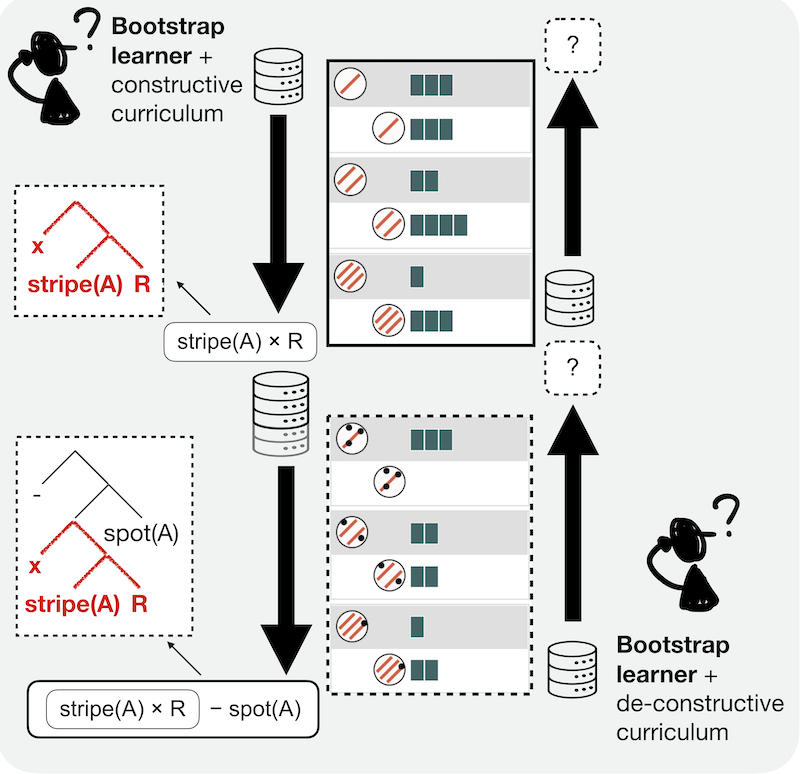 ?
Bootstrap
learner +
constructive
curriculum
?
x
stripe(A) R
stripe(A) × R
?
-
spot(A)
x
stripe(A) R
?
Bootstrap
learner +
de-constructive
curriculum
stripe(A) × R − spot(A)